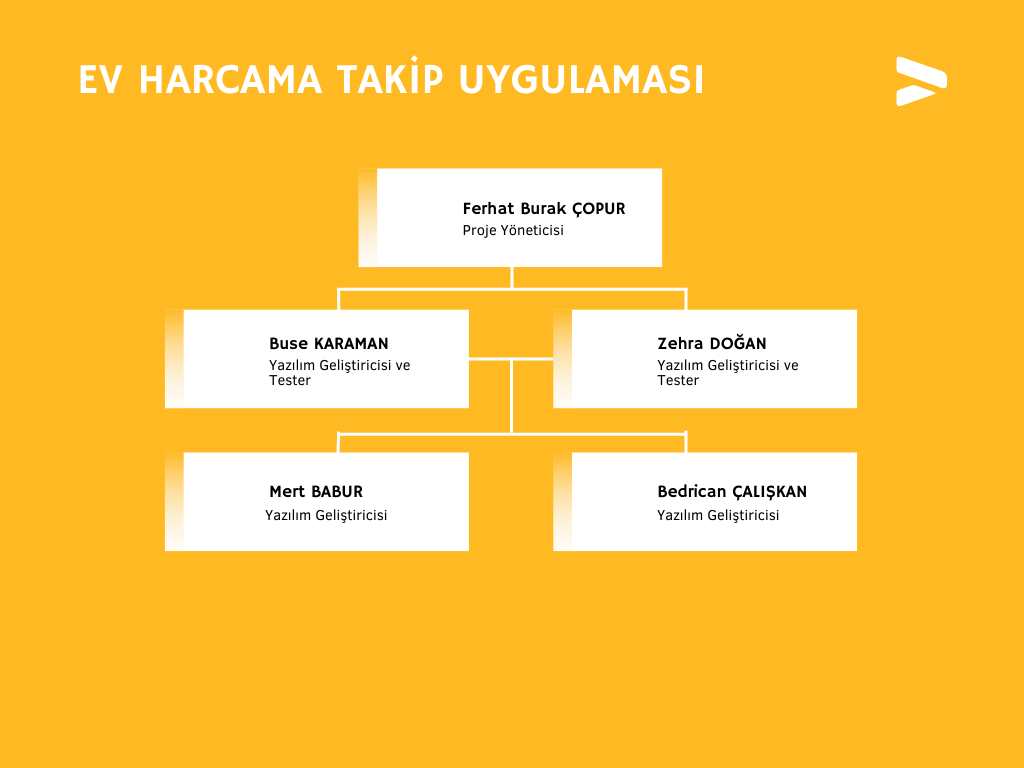 EV HARCAMA TAKİP UYGULAMASI
Ferhat Burak ÇOPUR
Proje Yöneticisi
Buse KARAMAN
Yazılım Geliştiricisi ve
Tester
Zehra DOĞAN
Yazılım Geliştiricisi ve
Tester
Mert BABUR
Yazılım Geliştiricisi
Bedrican ÇALIŞKAN
Yazılım Geliştiricisi